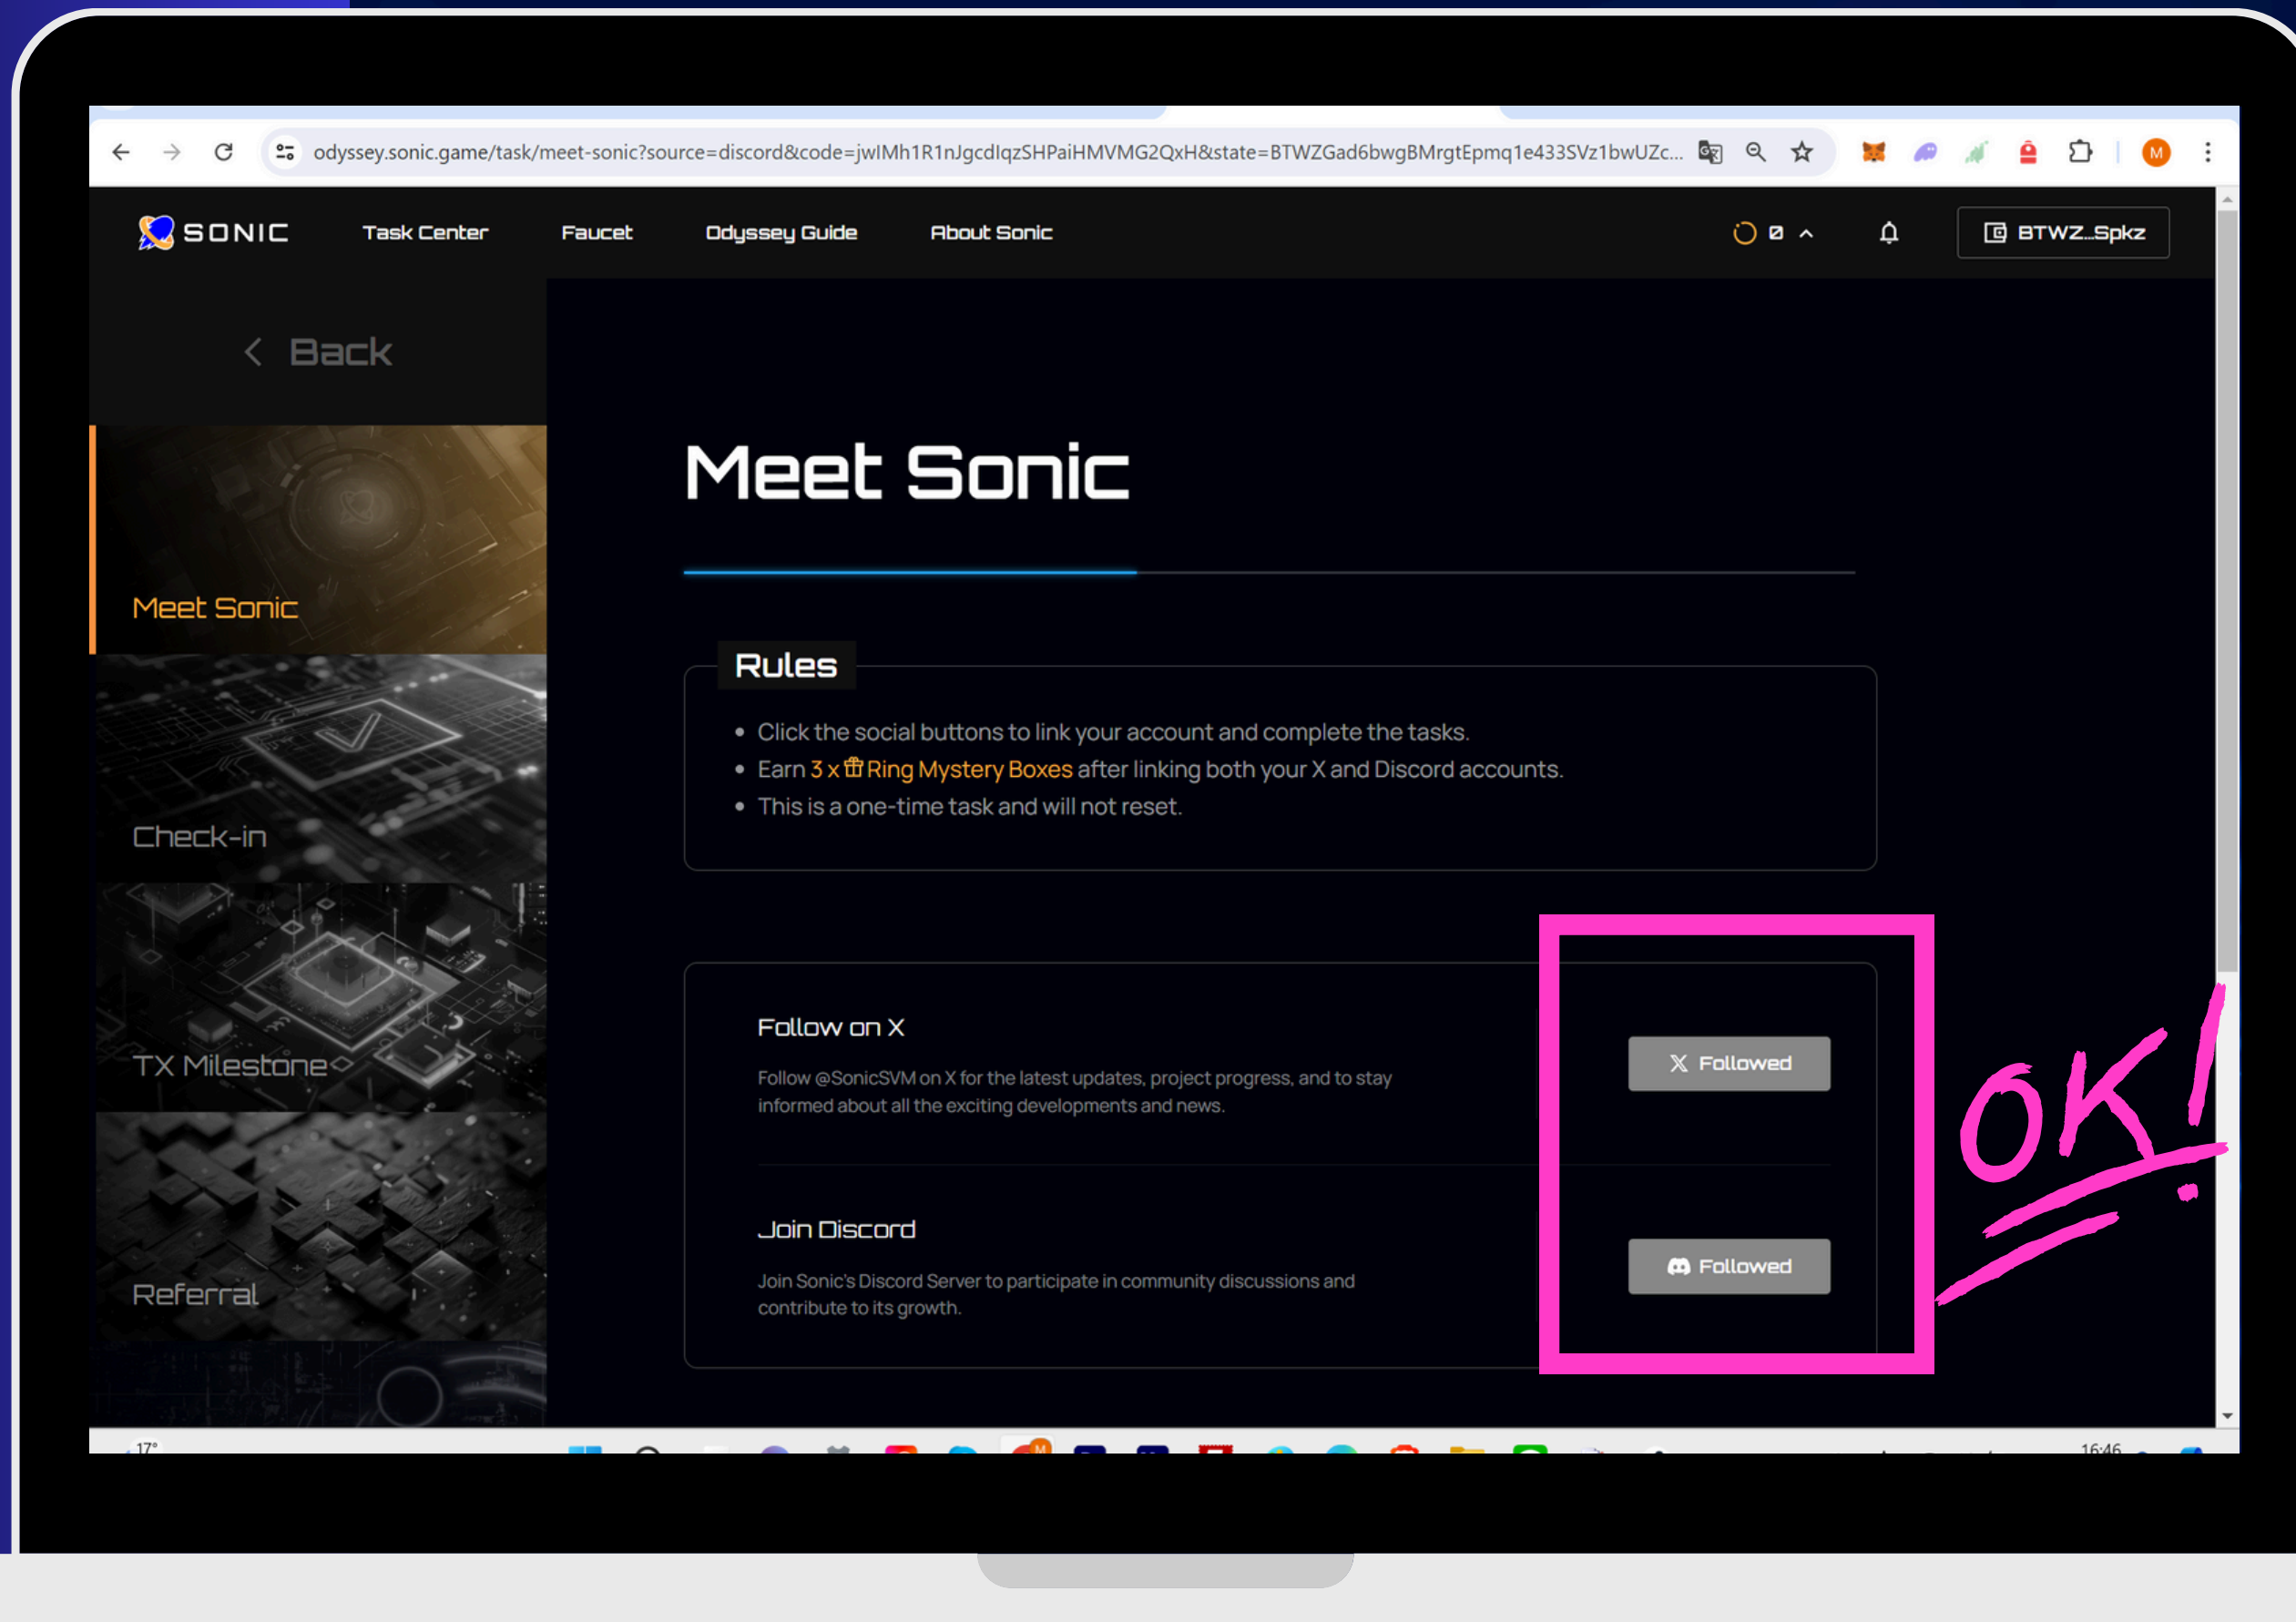 odyssey.sonic.game/task/meet-sonic?source=discord&code=jwIMh1R1nJgcdIqzSHPaiHMVMG2QxH&state=BTWZGad6bwgBMrgtEpmq1e433SVz1bwUZc...
M
SONIC Task Center Faucet Odyssey Guide About Sonic 0 BTWZ...Spkz
Back
Meet Sonic
Check-in
TX Milestone
Referral
Meet Sonic
Rules
• Click the social buttons to link your account and complete the tasks.
• Earn 3 x Ring Mystery Boxes after linking both your X and Discord accounts.
• This is a one-time task and will not reset.
Follow on X
Follow @SonicSVM on X for the latest updates, project progress, and to stay
informed about all the exciting developments and news.
X Followed
Join Discord
Join Sonic's Discord Server to participate in community discussions and
contribute to its growth.
Followed
OK!
17°
M
16:46